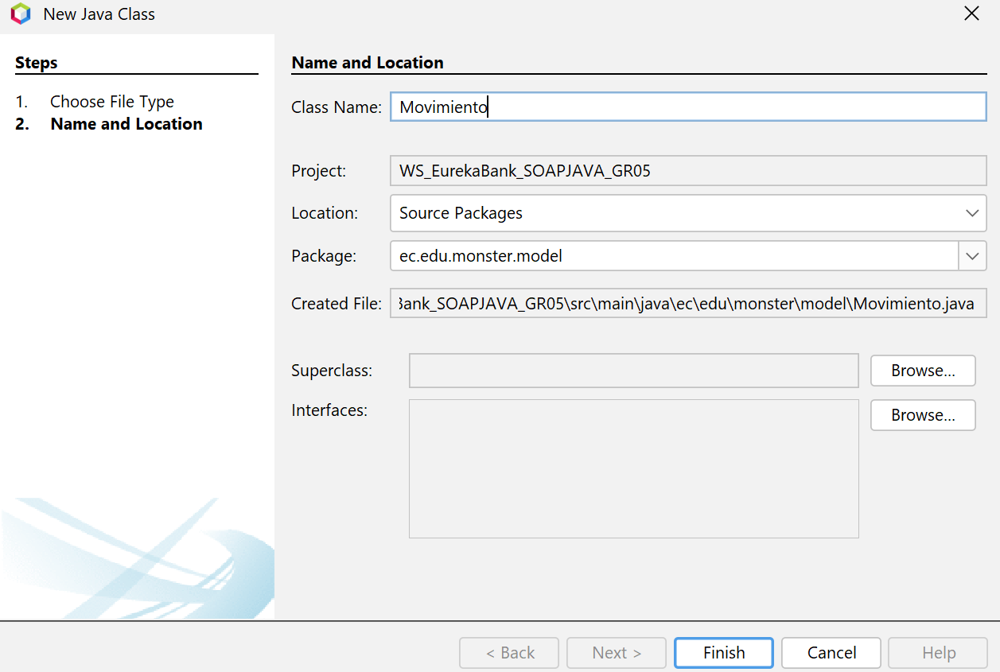 New Java Class
Steps
1. Choose File Type
2. Name and Location
Name and Location
Class Name: Movimiento
Project: WS_EurekaBank_SOAPJAVA_GR05
Location: Source Packages
Package: ec.edu.monster.model
Created File: Bank_SOAPJAVA_GR05\src\main\java\ec\edu\monster\model\Movimiento.java
Superclass: Browse...
Interfaces: Browse...
< Back Next > Finish Cancel Help